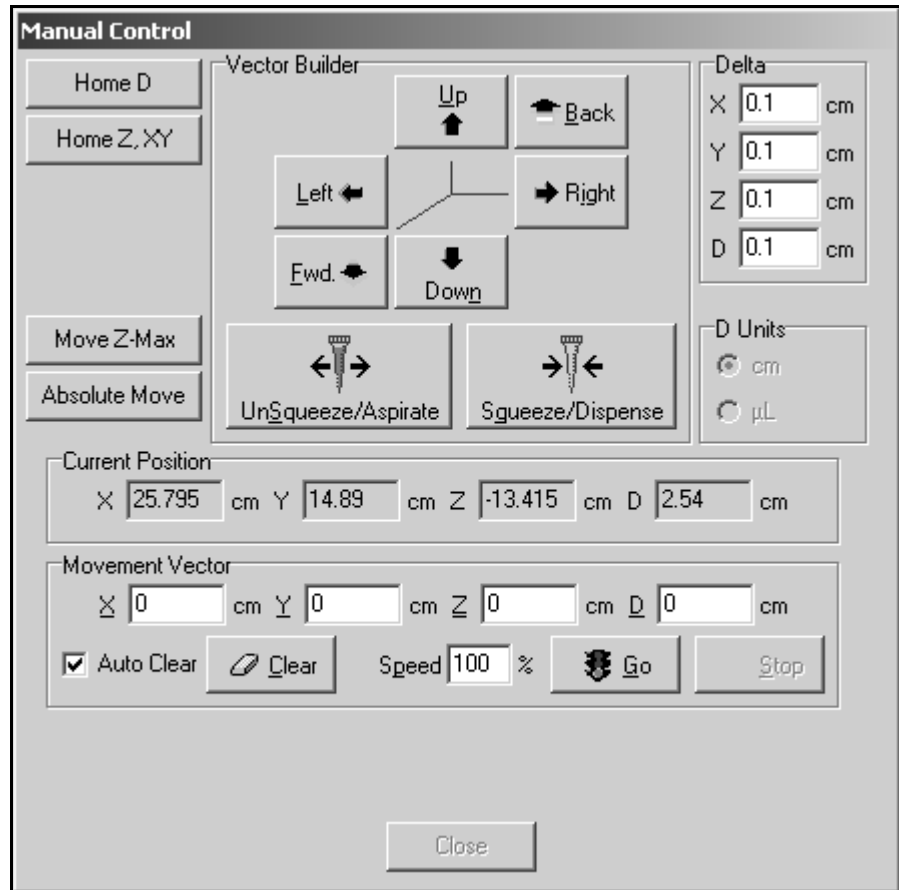 Manual Control
Home D
Home Z, XY
Move Z-Max
Absolute Move
Vector Builder
Up
Back
Left
Right
Fwd.
Down
UnSqueeze/Aspirate
Squeeze/Dispense
Delta
X 0.1 cm
Y 0.1 cm
Z 0.1 cm
D 0.1 cm
D Units
cm
µL
Current Position
X 25.795 cm Y 14.89 cm Z -13.415 cm D 2.54 cm
Movement Vector
X 0 cm Y 0 cm Z 0 cm D 0 cm
Auto Clear Clear Speed 100 % Go Stop
Close